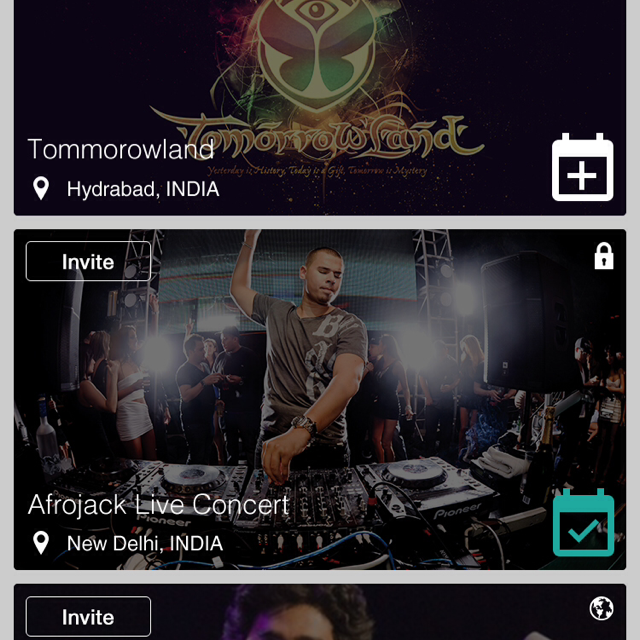 TomorrowLand
Yesterday is History, Today is a Gift, Tomorrow is Mystery
Tommorowland
Hydrabad, INDIA
Invite
Pioneer
Pioneer
Afrojack Live Concert
New Delhi, INDIA
Invite